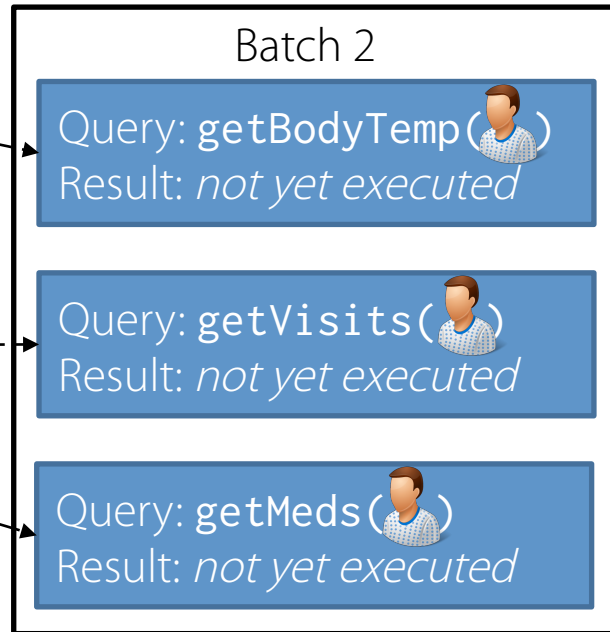 Batch 2
Query: getBodyTemp( )
Result: not yet executed
Query: getVisits( )
Result: not yet executed
Query: getMeds( )
Result: not yet executed